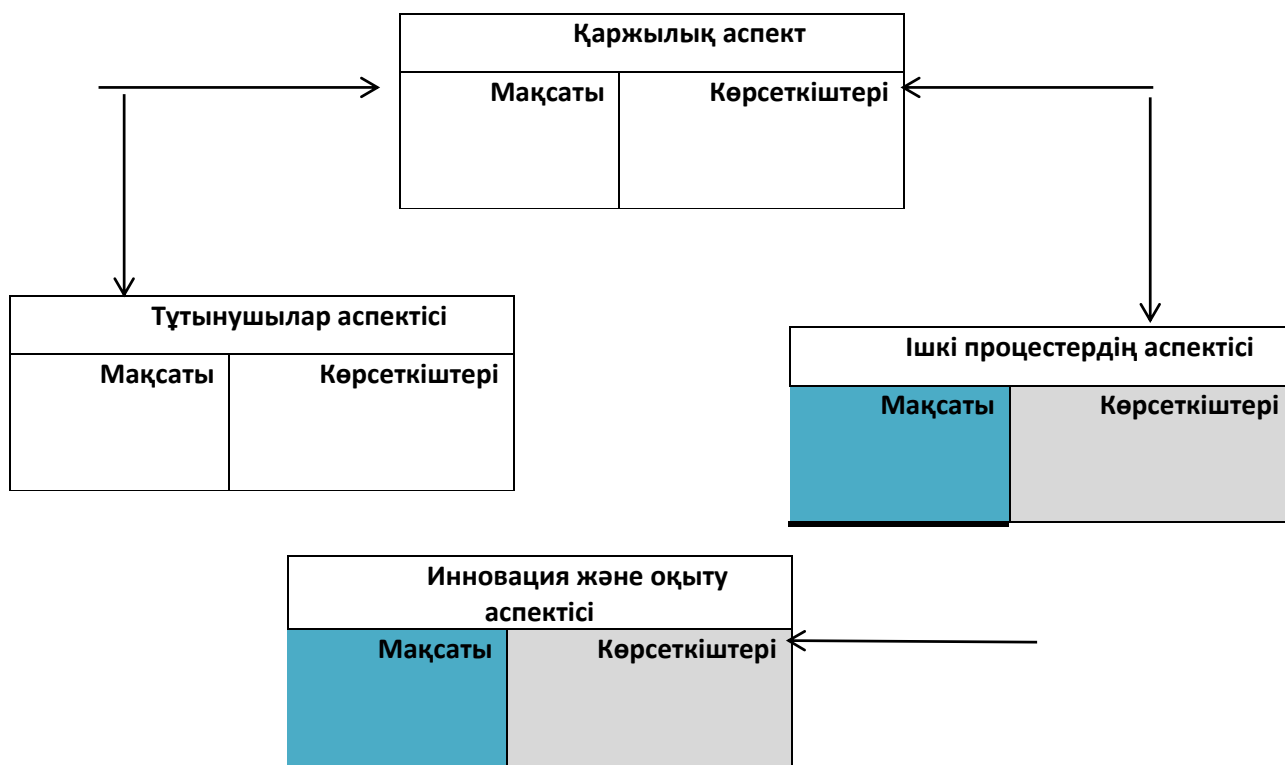 Қаржылық аспект
Мақсаты Көрсеткіштері
Тұтынушылар аспектісі
Мақсаты Көрсеткіштері
Ішкі процестердің аспектісі
Мақсаты Көрсеткіштері
Инновация және оқыту
аспектісі
Мақсаты Көрсеткіштері